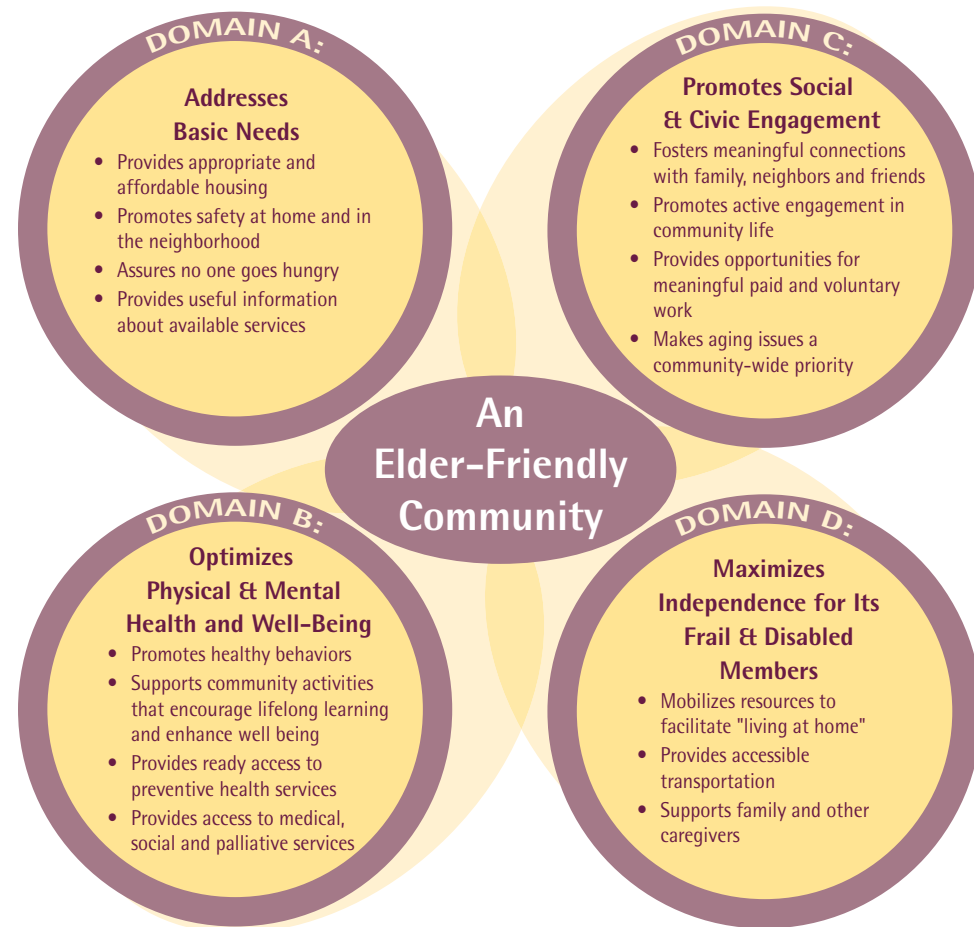 DOMAIN A:
Addresses
Basic Needs
• Provides appropriate and
affordable housing
• Promotes safety at home and in
the neighborhood
• Assures no one goes hungry
• Provides useful information
about available services
DOMAIN B:
Optimizes
Physical & Mental
Health and Well-Being
• Promotes healthy behaviors
• Supports community activities
that encourage lifelong learning
and enhance well being
• Provides ready access to
preventive health services
• Provides access to medical,
social and palliative services
An
Elder-Friendly
Community
DOMAIN C:
Promotes Social
& Civic Engagement
• Fosters meaningful connections
with family, neighbors and friends
• Promotes active engagement in
community life
• Provides opportunities for
meaningful paid and voluntary
work
• Makes aging issues a
community-wide priority
DOMAIN D:
Maximizes
Independence for Its
Frail & Disabled
Members
• Mobilizes resources to
facilitate "living at home"
• Provides accessible
transportation
• Supports family and other
caregivers